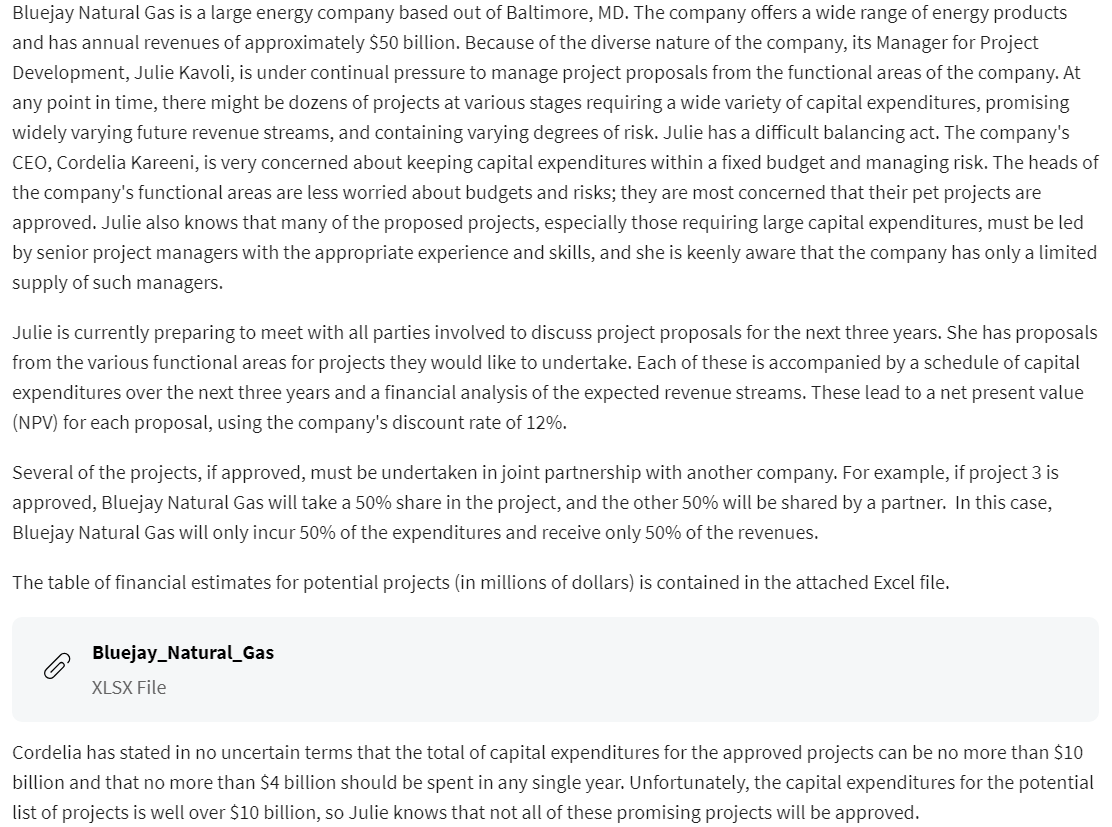 Bluejay Natural Gas is a large energy company based out of Baltimore, MD. The company offers a wide range of energy products
and has annual revenues of approximately $50 billion. Because of the diverse nature of the company, its Manager for Project
Development, Julie Kavoli, is under continual pressure to manage project proposals from the functional areas of the company. At
any point in time, there might be dozens of projects at various stages requiring a wide variety of capital expenditures, promising
widely varying future revenue streams, and containing varying degrees of risk. Julie has a difficult balancing act. The company's
CEO, Cordelia Kareeni, is very concerned about keeping capital expenditures within a fixed budget and managing risk. The heads of
the company's functional areas are less worried about budgets and risks; they are most concerned that their pet projects are
approved. Julie also knows that many of the proposed projects, especially those requiring large capital expenditures, must be led
by senior project managers with the appropriate experience and skills, and she is keenly aware that the company has only a limited
supply of such managers.
Julie is currently preparing to meet with all parties involved to discuss project proposals for the next three years. She has proposals
from the various functional areas for projects they would like to undertake. Each of these is accompanied by a schedule of capital
expenditures over the next three years and a financial analysis of the expected revenue streams. These lead to a net present value
(NPV) for each proposal, using the company's discount rate of 12%.
Several of the projects, if approved, must be undertaken in joint partnership with another company. For example, if project 3 is
approved, Bluejay Natural Gas will take a 50% share in the project, and the other 50% will be shared by a partner. In this case,
Bluejay Natural Gas will only incur 50% of the expenditures and receive only 50% of the revenues.
The table of financial estimates for potential projects (in millions of dollars) is contained in the attached Excel file.
Bluejay_Natural_Gas
XLSX File
Cordelia has stated in no uncertain terms that the total of capital expenditures for the approved projects can be no more than $10
billion and that no more than $4 billion should be spent in any single year. Unfortunately, the capital expenditures for the potential
list of projects is well over $10 billion, so Julie knows that not all of these promising projects will be approved.